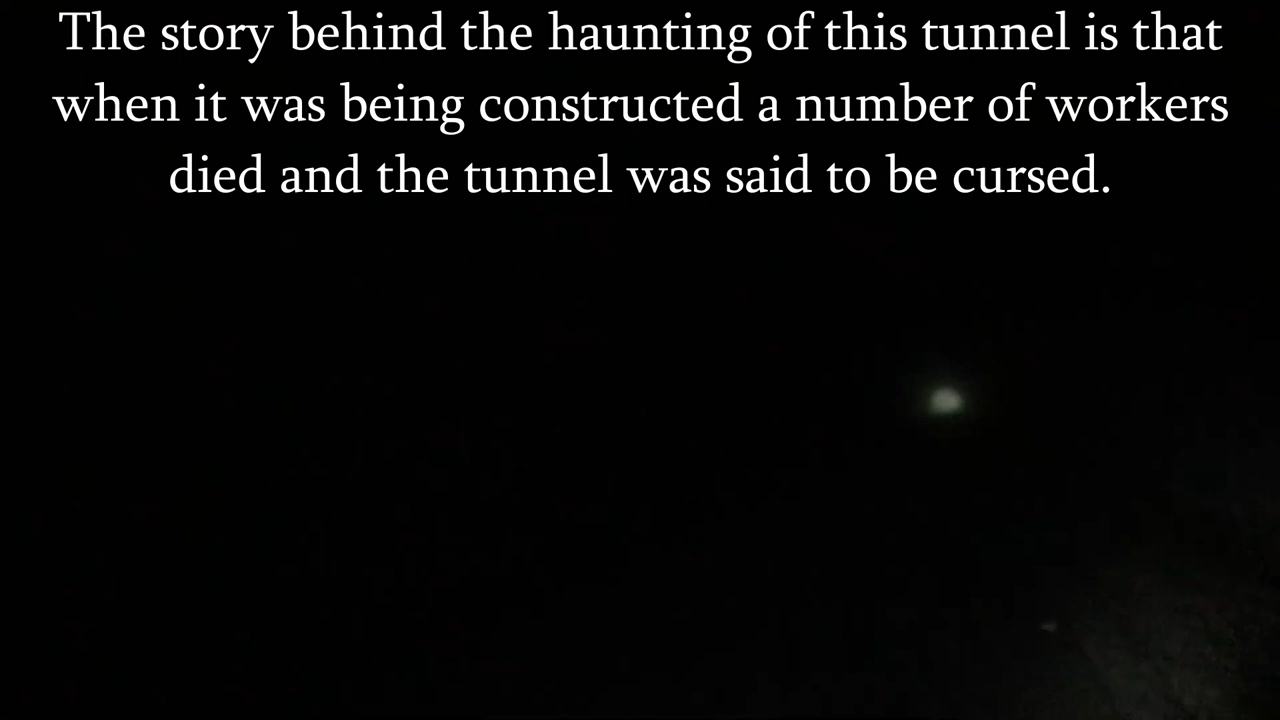 The story behind the haunting of this tunnel is that
when it was being constructed a number of workers
died and the tunnel was said to be cursed.